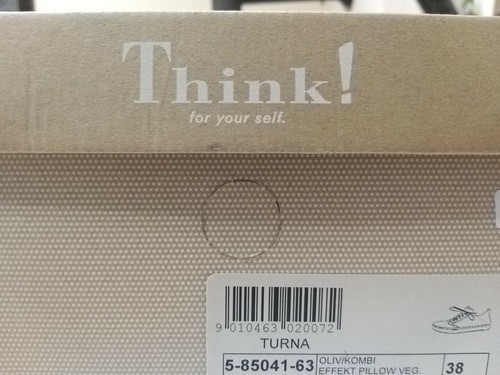 Think!
for your self.
9 010463 020072
TURNA
5-85041-63 OLIV/KOMBI 38
EFFEKT PILLOW VEG.